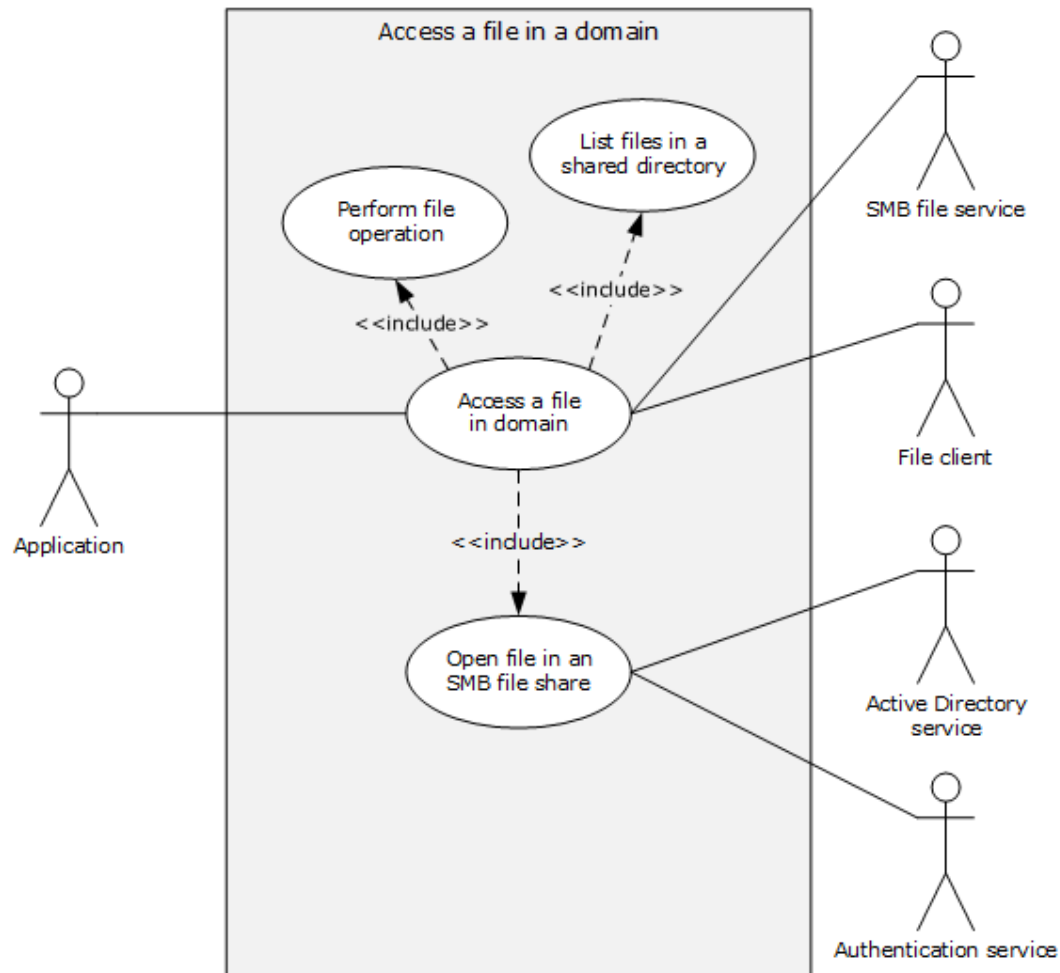 Access a file in a domain
List files in a
shared directory
Perform file
operation
SMB file service
<<include>>
<<include>>
Access a file
in domain
File client
Application
<<include>>
Open file in an
SMB file share
Active Directory
service
Authentication service